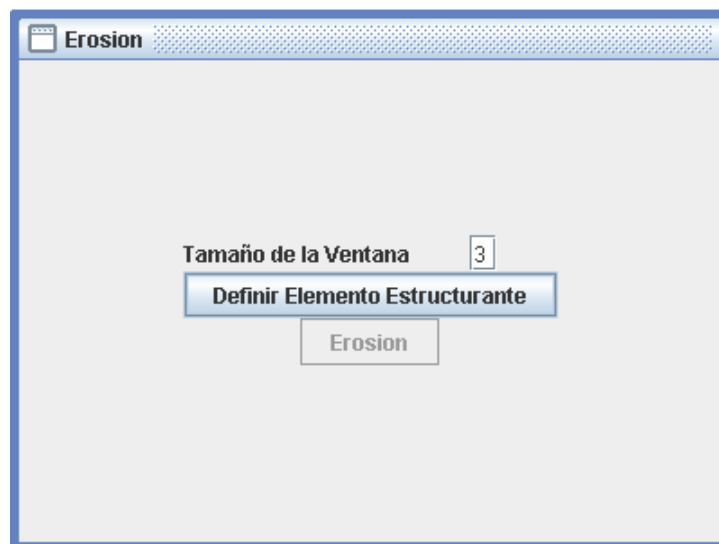 Erosion
Tamaño de la Ventana 3
Definir Elemento Estructurante
Erosion